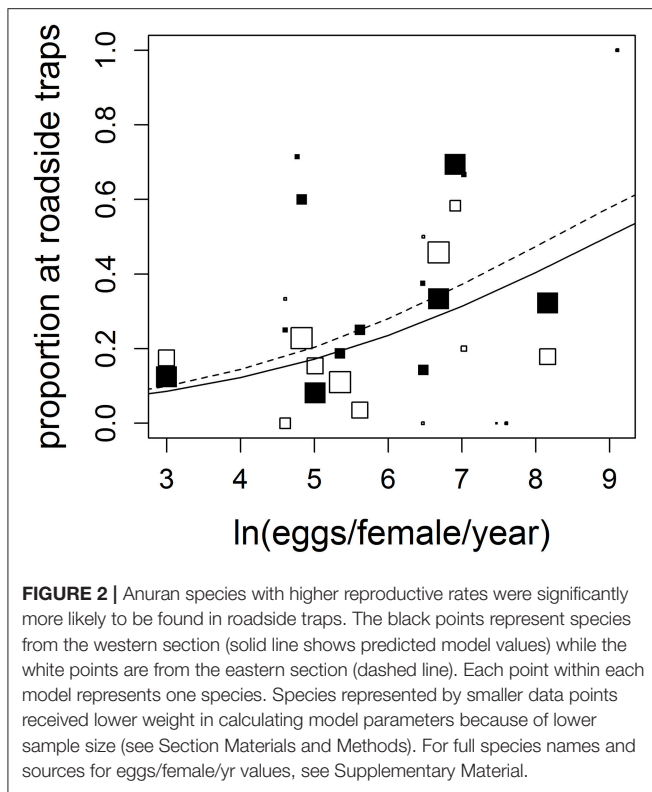 proportion at roadside traps
1.0
0.8
0.6
0.4
0.2
0.0
3 4 5 6 7 8 9
ln(eggs/female/year)
FIGURE 2 | Anuran species with higher reproductive rates were significantly
more likely to be found in roadside traps. The black points represent species
from the western section (solid line shows predicted model values) while the
white points are from the eastern section (dashed line). Each point within each
model represents one species. Species represented by smaller data points
received lower weight in calculating model parameters because of lower
sample size (see Section Materials and Methods). For full species names and
sources for eggs/female/yr values, see Supplementary Material.